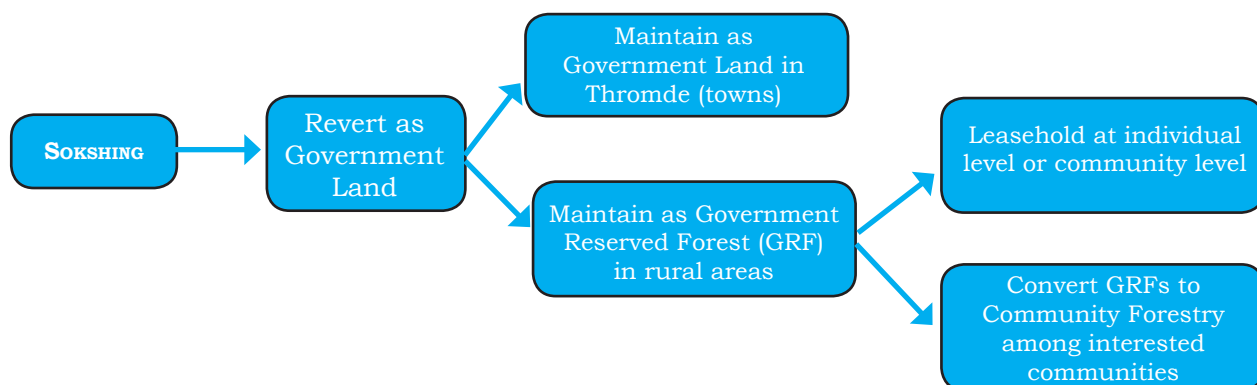 SOKSHING
Revert as
Government
Land
Maintain as
Government Land in
Thromde (towns)
Maintain as Government
Reserved Forest (GRF)
in rural areas
Leasehold at individual
level or community level
Convert GRFs to
Community Forestry
among interested
communities